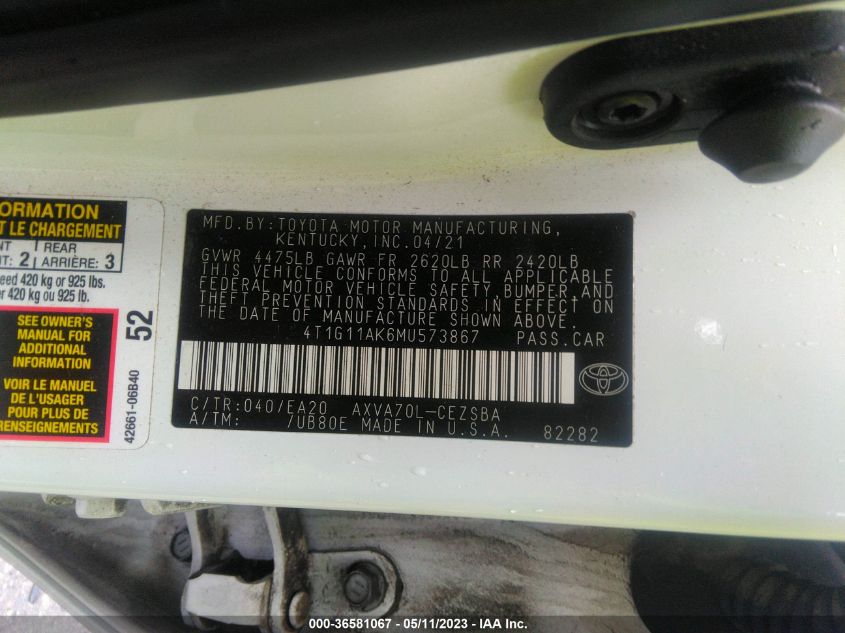 ORMATION
T LE CHARGEMENT
NT REAR
NT: 2 ARRIÈRE: 3
eed 420 kg or 925 lbs.
r 420 kg ou 925 lb.
SEE OWNER'S
MANUAL FOR
ADDITIONAL
INFORMATION
VOIR LE MANUEL
DE L'USAGER
POUR PLUS DE
RENSEIGNEMENTS
52
42661-06B40
MFD. BY: TOYOTA MOTOR MANUFACTURING,
KENTUCKY, INC. 04/21
GVWR 4475LB GAWR FR 2620LB RR 2420LB
THIS VEHICLE CONFORMS TO ALL APPLICABLE
FEDERAL MOTOR VEHICLE SAFETY, BUMPER, AND
THEFT PREVENTION STANDARDS IN EFFECT ON
THE DATE OF MANUFACTURE SHOWN ABOVE.
4T1G11AK6MU573867 PASS. CAR
C/TR: 040/EA20 AXVA70L-CEZSBA
A/TM: /UB80E MADE IN U.S.A. 82282
000-36581067 - 05/11/2023 - IAA Inc.